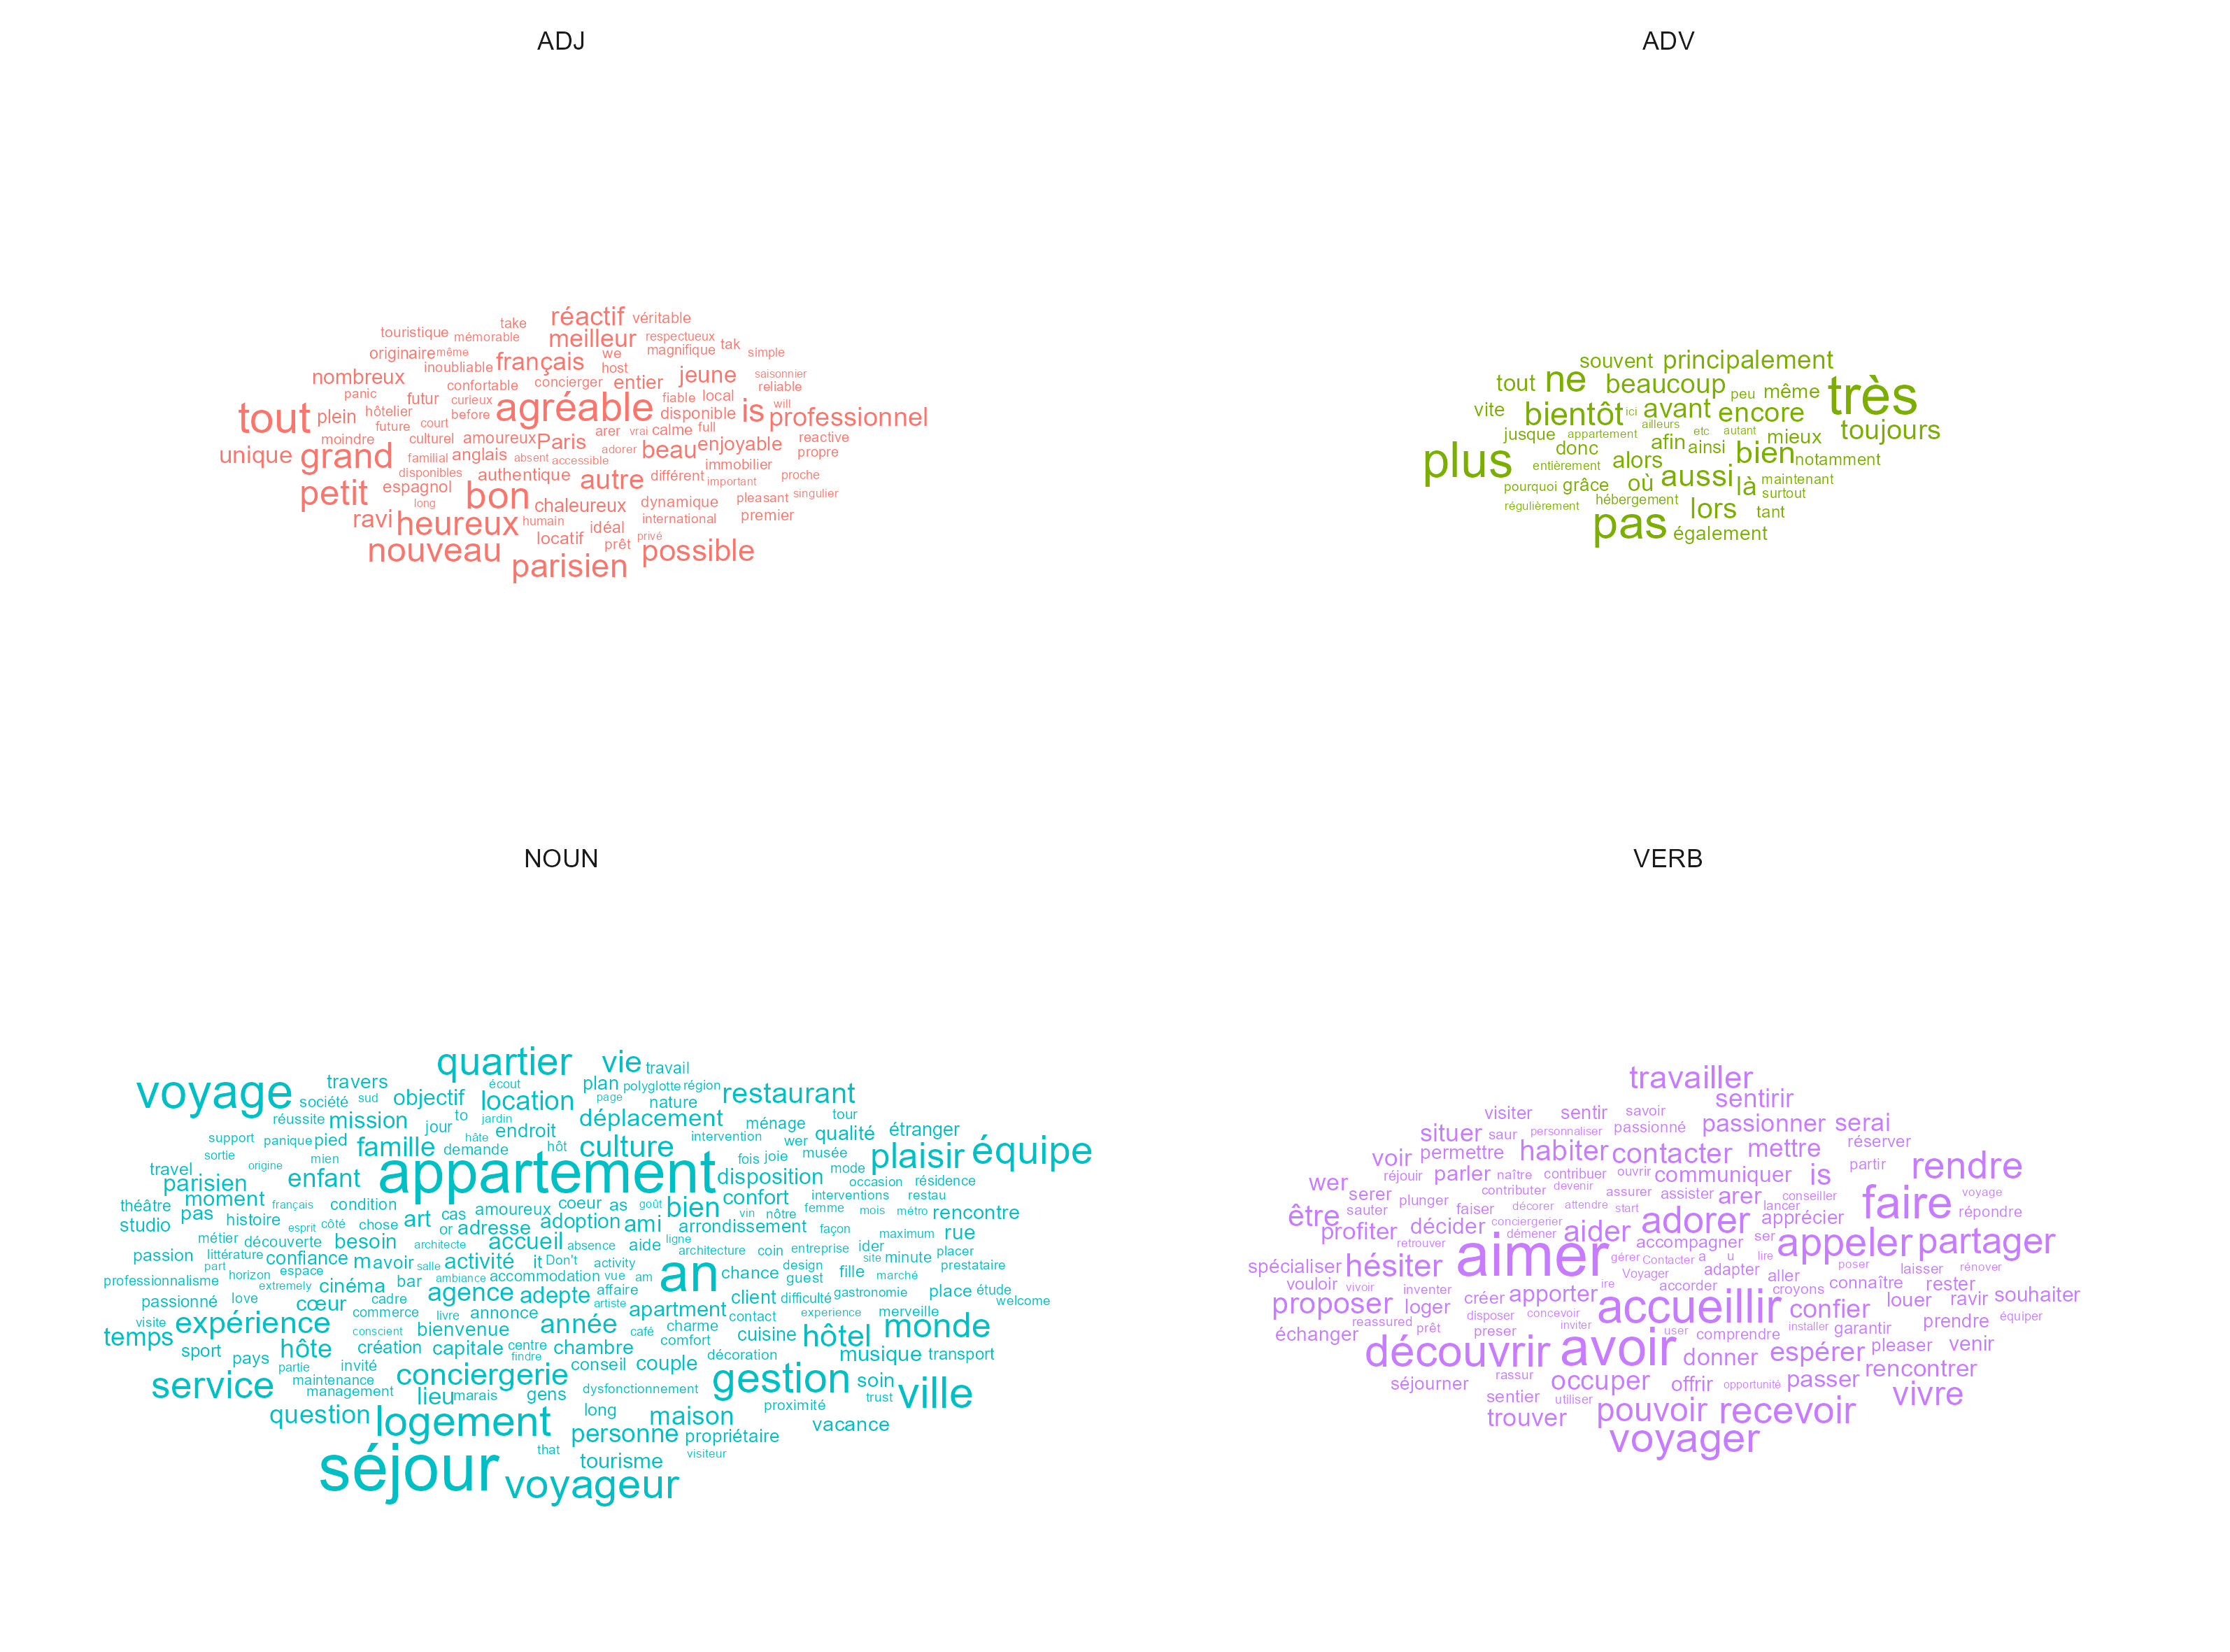 ADJ
réactif véritable
take
touristique mémorable meilleur respectueux
tak
originaire même français we magnifique simple
inoubliable host
nombreux confortable concierger entier jeune saisonnier
reliable
panic futur curieux agréable fiable local
tout plein hôtelier before disponible is will professionnel
future court
moindre culturel amoureux Paris arer vrai calme full reactive
unique grand familial anglais absent accessible adorer beau enjoyable propre
disponibles authentique autre différent immobilier proche
petit espagnol bon important
long chaleureux dynamique pleasant singulier
ravi heureux humain idéal international premier
nouveau locatif prêt privé possible
parisien
ADV
souvent principalement
tout ne beaucoup peu même très
vite bientôt ici avant encore
ailleurs
jusque appartement etc autant mieux toujours
donc afin ainsi
plus entièrement alors bien notamment
pourquoi grâce où aussi là maintenant
hébergement surtout
régulièrement lors tant
pas également
NOUN
quartier vie travail
voyage travers écout plan polyglotte région restaurant
société sud objectif location page nature
réussite mission to jardin déplacement ménage tour
jour
support panique pied hâte endroit intervention wer qualité étranger
sortie famille demande hôt culture fois joie musée plaisir équipe
travel origine mien appartement mode
parisien enfant disposition occasion résidence
théâtre moment français condition coeur as goût bien confort interventions restau
studio pas histoire esprit côté chose art cas amoureux vin nôtre femme mois métro rencontre
or adresse adoption ami arrondissement façon
métier découverte besoin architecte accueil absence aide ligne maximum rue
passion littérature confiance mavoir salle activité it Don't activity architecture coin entreprise ider site minute placer
part
professionnalisme horizon espace ambiance accommodation vue am an chance design fille marché prestataire
extremely cinéma bar guest
passionné love cœur cadre agence adepte affaire client difficulté gastronomie place étude
artiste welcome
visite expérience commerce livre annonce apartment contact experience merveille
temps conscient bienvenue année café charme cuisine hôtel monde
sport hôte création capitale centre chambre comfort
pays findre décoration musique transport
partie invité conciergerie conseil couple
service maintenance gestion soin
management lieu marais gens dysfonctionnement trust ville
question logement long maison proximité
vacance
personne propriétaire
that
séjour tourisme visiteur
voyageur
VERB
travailler
sentirir
visiter sentir savoir
situer saur personnaliser passionné passionner serai
voir permettre habiter contacter mettre réserver
réjouir parler naître contribuer ouvrir communiquer is partir rendre
wer serer contributer devenir assurer assister arer conseiller voyage
sauter plunger faiser décorer attendre start lancer faire
être conciergerier adorer apprécier répondre
profiter décider démener aider
retrouver aimer accompagner ser appeler partager
spécialiser hésiter gérer Contacter a u lire rénover
vouloir vivoir Voyager adapter aller connaître laisser
inventer ire accorder croyons poser rester
proposer loger créer apporter accueillir confier louer ravir souhaiter
reassured disposer concevoir prendre équiper
échanger prêt preser inviter user comprendre installer garantir
découvrir avoir donner espérer pleaser venir
rassur rencontrer
séjourner occuper offrir opportunité passer
sentier utiliser vivre
trouver pouvoir recevoir
voyager